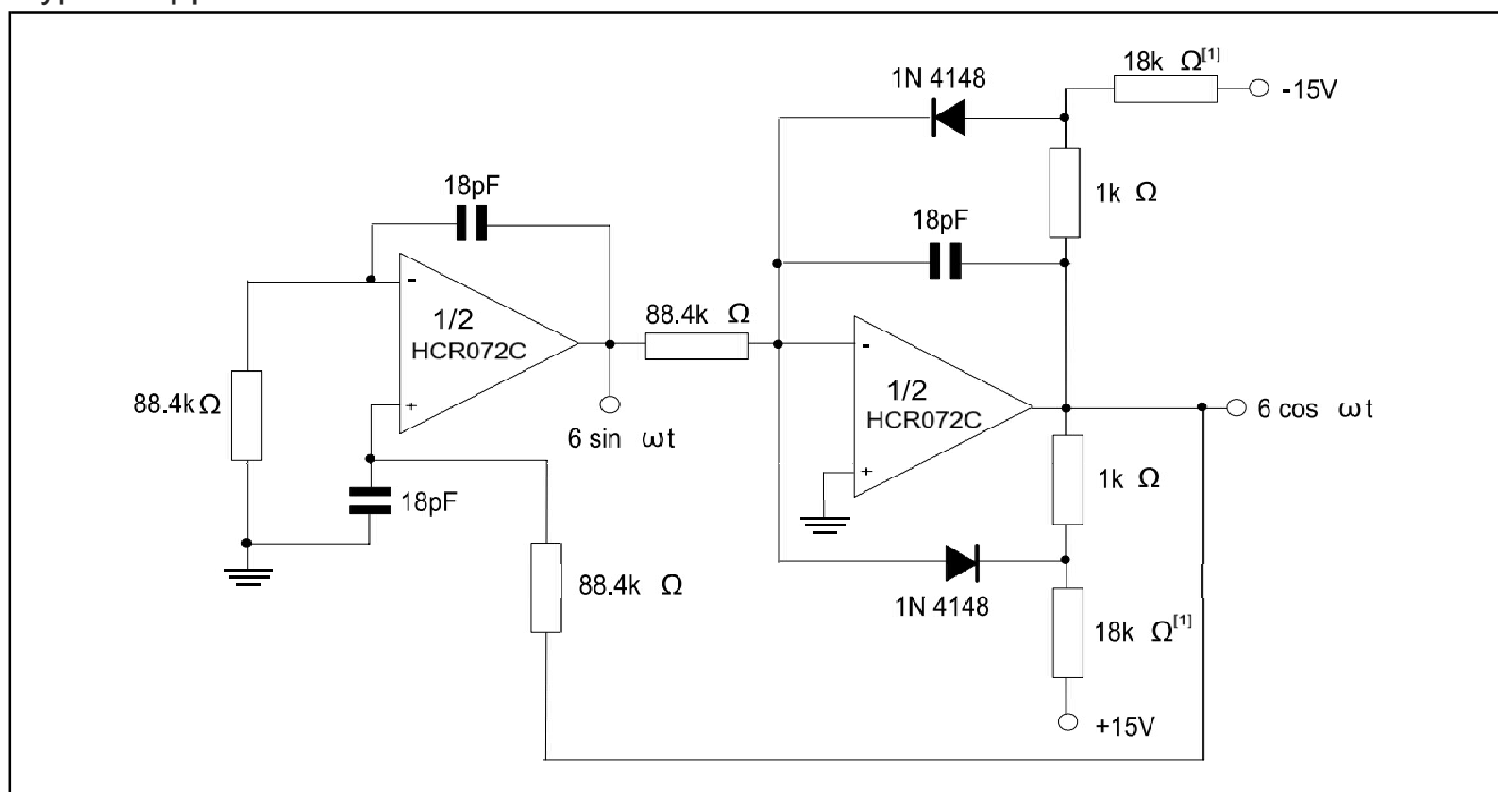 18k Ω[1]
-15V
1N 4148
1k Ω
18pF
18pF
-
1/2
HCR072C
+
88.4k Ω
-
1/2
HCR072C
+
88.4k Ω
6 sin ωt
6 cos ωt
18pF
1k Ω
88.4k Ω
1N 4148
18k Ω[1]
+15V